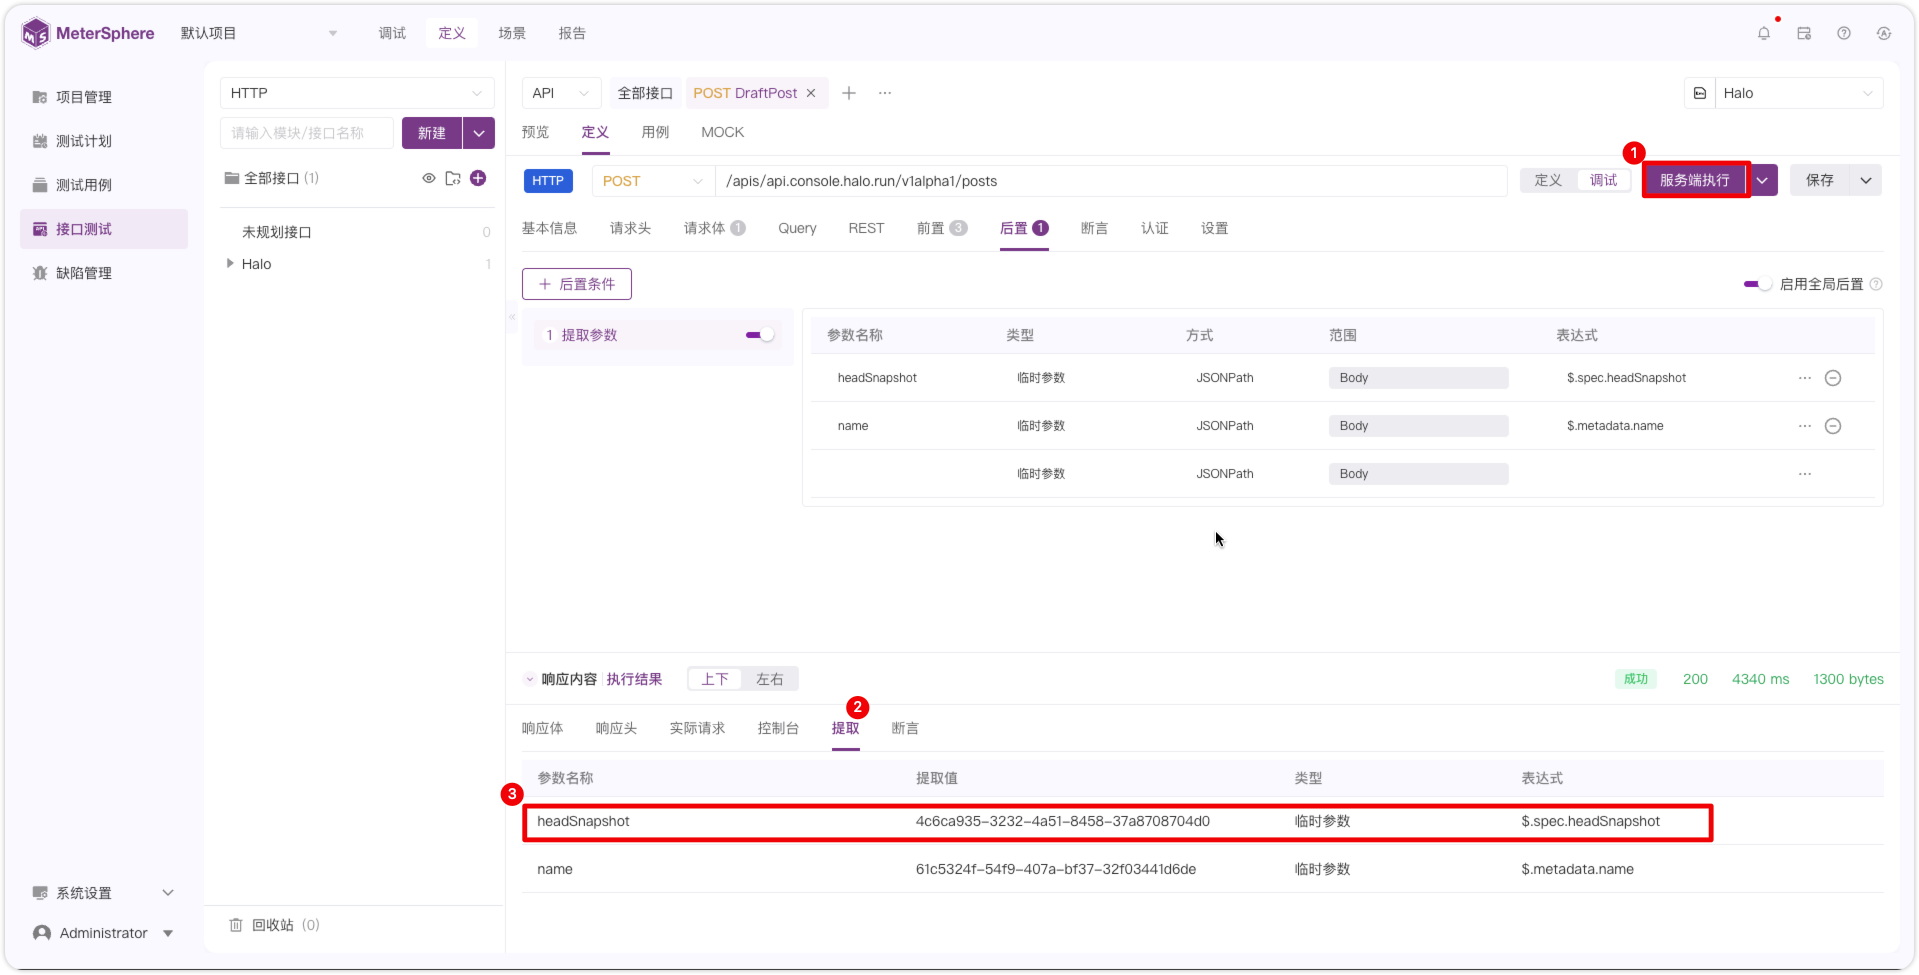 MeterSphere
默认项目
调试
定义
场景
报告
项目管理
测试计划
测试用例
接口测试
缺陷管理
系统设置
Administrator
HTTP
请输入模块/接口名称
新建
全部接口 (1)
未规划接口
0
Halo
1
回收站 (0)
API
全部接口
POST DraftPost
Halo
预览
定义
用例
MOCK
HTTP
POST
/apis/api.console.halo.run/v1alpha1/posts
定义
调试
1
服务端执行
保存
基本信息
请求头
请求体 1
Query
REST
前置 3
后置 1
断言
认证
设置
后置条件
启用全局后置
1 提取参数
参数名称 类型 方式 范围 表达式
headSnapshot 临时参数 JSONPath Body $.spec.headSnapshot
name 临时参数 JSONPath Body $.metadata.name
临时参数 JSONPath Body
响应内容 执行结果
上下
左右
成功 200 4340 ms 1300 bytes
2
响应体
响应头
实际请求
控制台
提取
断言
参数名称 提取值 类型 表达式
3
headSnapshot 4c6ca935-3232-4a51-8458-37a8708704d0 临时参数 $.spec.headSnapshot
name 61c5324f-54f9-407a-bf37-32f03441d6de 临时参数 $.metadata.name